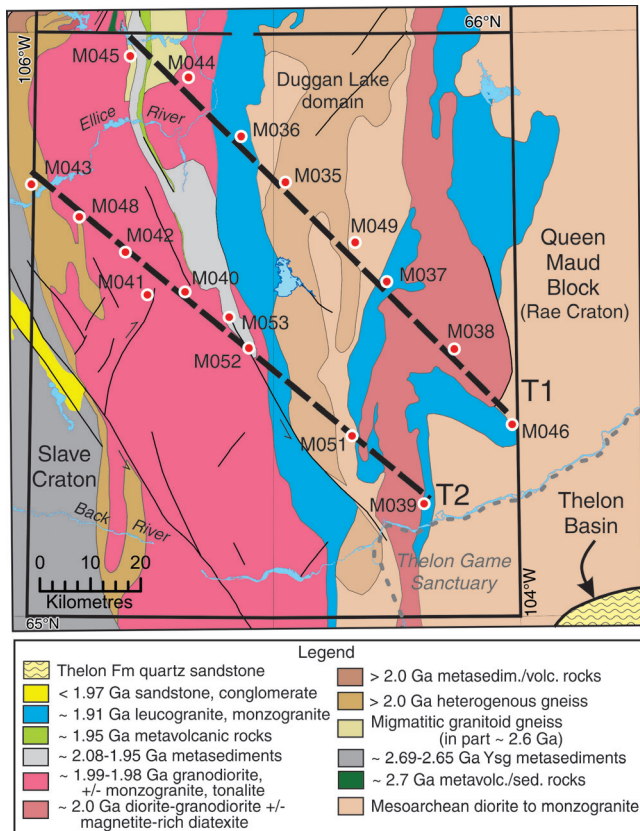 106°W
66°N
M045
M044
Duggan Lake
domain
Ellice
River
M036
M043
M035
M048
M049
Queen
Maud
Block
(Rae Craton)
M042
M037
M041
M040
M053
M038
M052
T1
M046
M051
Slave
Craton
T2
M039
Back
River
Thelon
Basin
0 10 20
Kilometres
Thelon Game
Sanctuary
65°N
104°W
Legend
Thelon Fm quartz sandstone
< 1.97 Ga sandstone, conglomerate
~ 1.91 Ga leucogranite, monzogranite
~ 1.95 Ga metavolcanic rocks
~ 2.08-1.95 Ga metasediments
~ 1.99-1.98 Ga granodiorite,
+/- monzogranite, tonalite
~ 2.0 Ga diorite-granodiorite +/-
magnetite-rich diatexite
> 2.0 Ga metasedim./volc. rocks
> 2.0 Ga heterogenous gneiss
Migmatitic granitoid gneiss
(in part ~ 2.6 Ga)
~ 2.69-2.65 Ga Ysg metasediments
~ 2.7 Ga metavolc./sed. rocks
Mesoarchean diorite to monzogranite